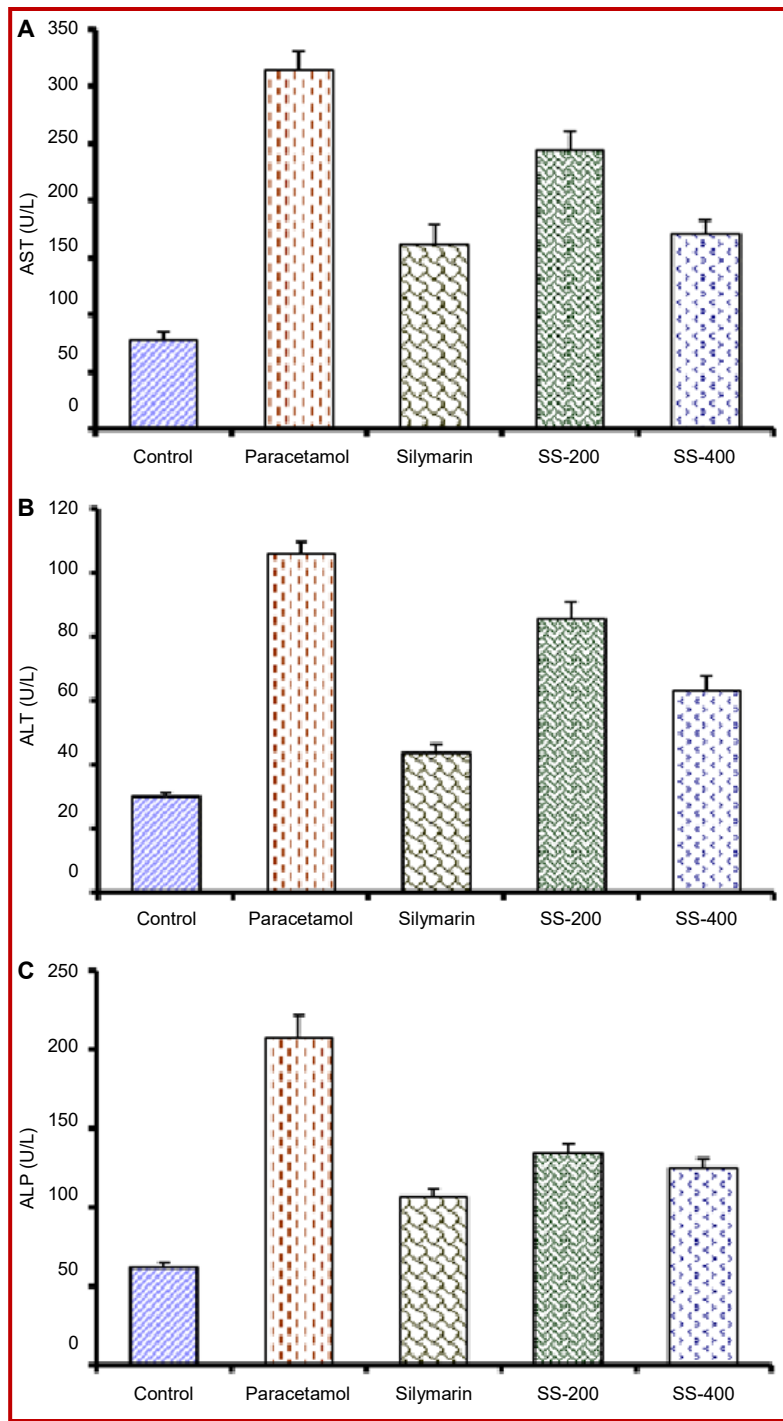 A
350
300
250
200
150
100
50
0
AST (U/L)
Control Paracetamol Silymarin SS-200 SS-400
B
120
100
80
60
40
20
0
ALT (U/L)
Control Paracetamol Silymarin SS-200 SS-400
C
250
200
150
100
50
0
ALP (U/L)
Control Paracetamol Silymarin SS-200 SS-400